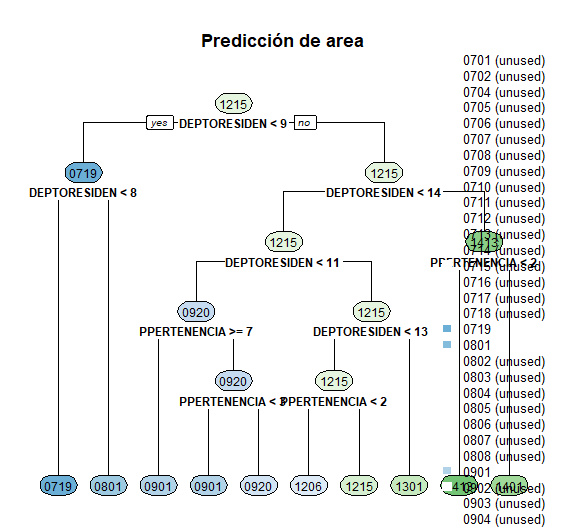 Predicción de area
0701 (unused)
0702 (unused)
0704 (unused)
0705 (unused)
0706 (unused)
0707 (unused)
0708 (unused)
0709 (unused)
0710 (unused)
0711 (unused)
0712 (unused)
0713 (unused)
0714 (unused)
0715 (unused)
0716 (unused)
0717 (unused)
0718 (unused)
0719
0801
0802 (unused)
0803 (unused)
0804 (unused)
0805 (unused)
0806 (unused)
0807 (unused)
0808 (unused)
0901
0902 (unused)
0903 (unused)
0904 (unused)
1215
yes DEPTORESIDEN < 9 no
0719 1215
DEPTORESIDEN < 8 DEPTORESIDEN < 14
1215 1413
DEPTORESIDEN < 11 PPERTENENCIA < 2
0920 1215
PPERTENENCIA >= 7 DEPTORESIDEN < 13
0920 1215
PPERTENENCIA < 3 PPERTENENCIA < 2
0719 0801 0901 0901 0920 1206 1215 1301 1413 1401